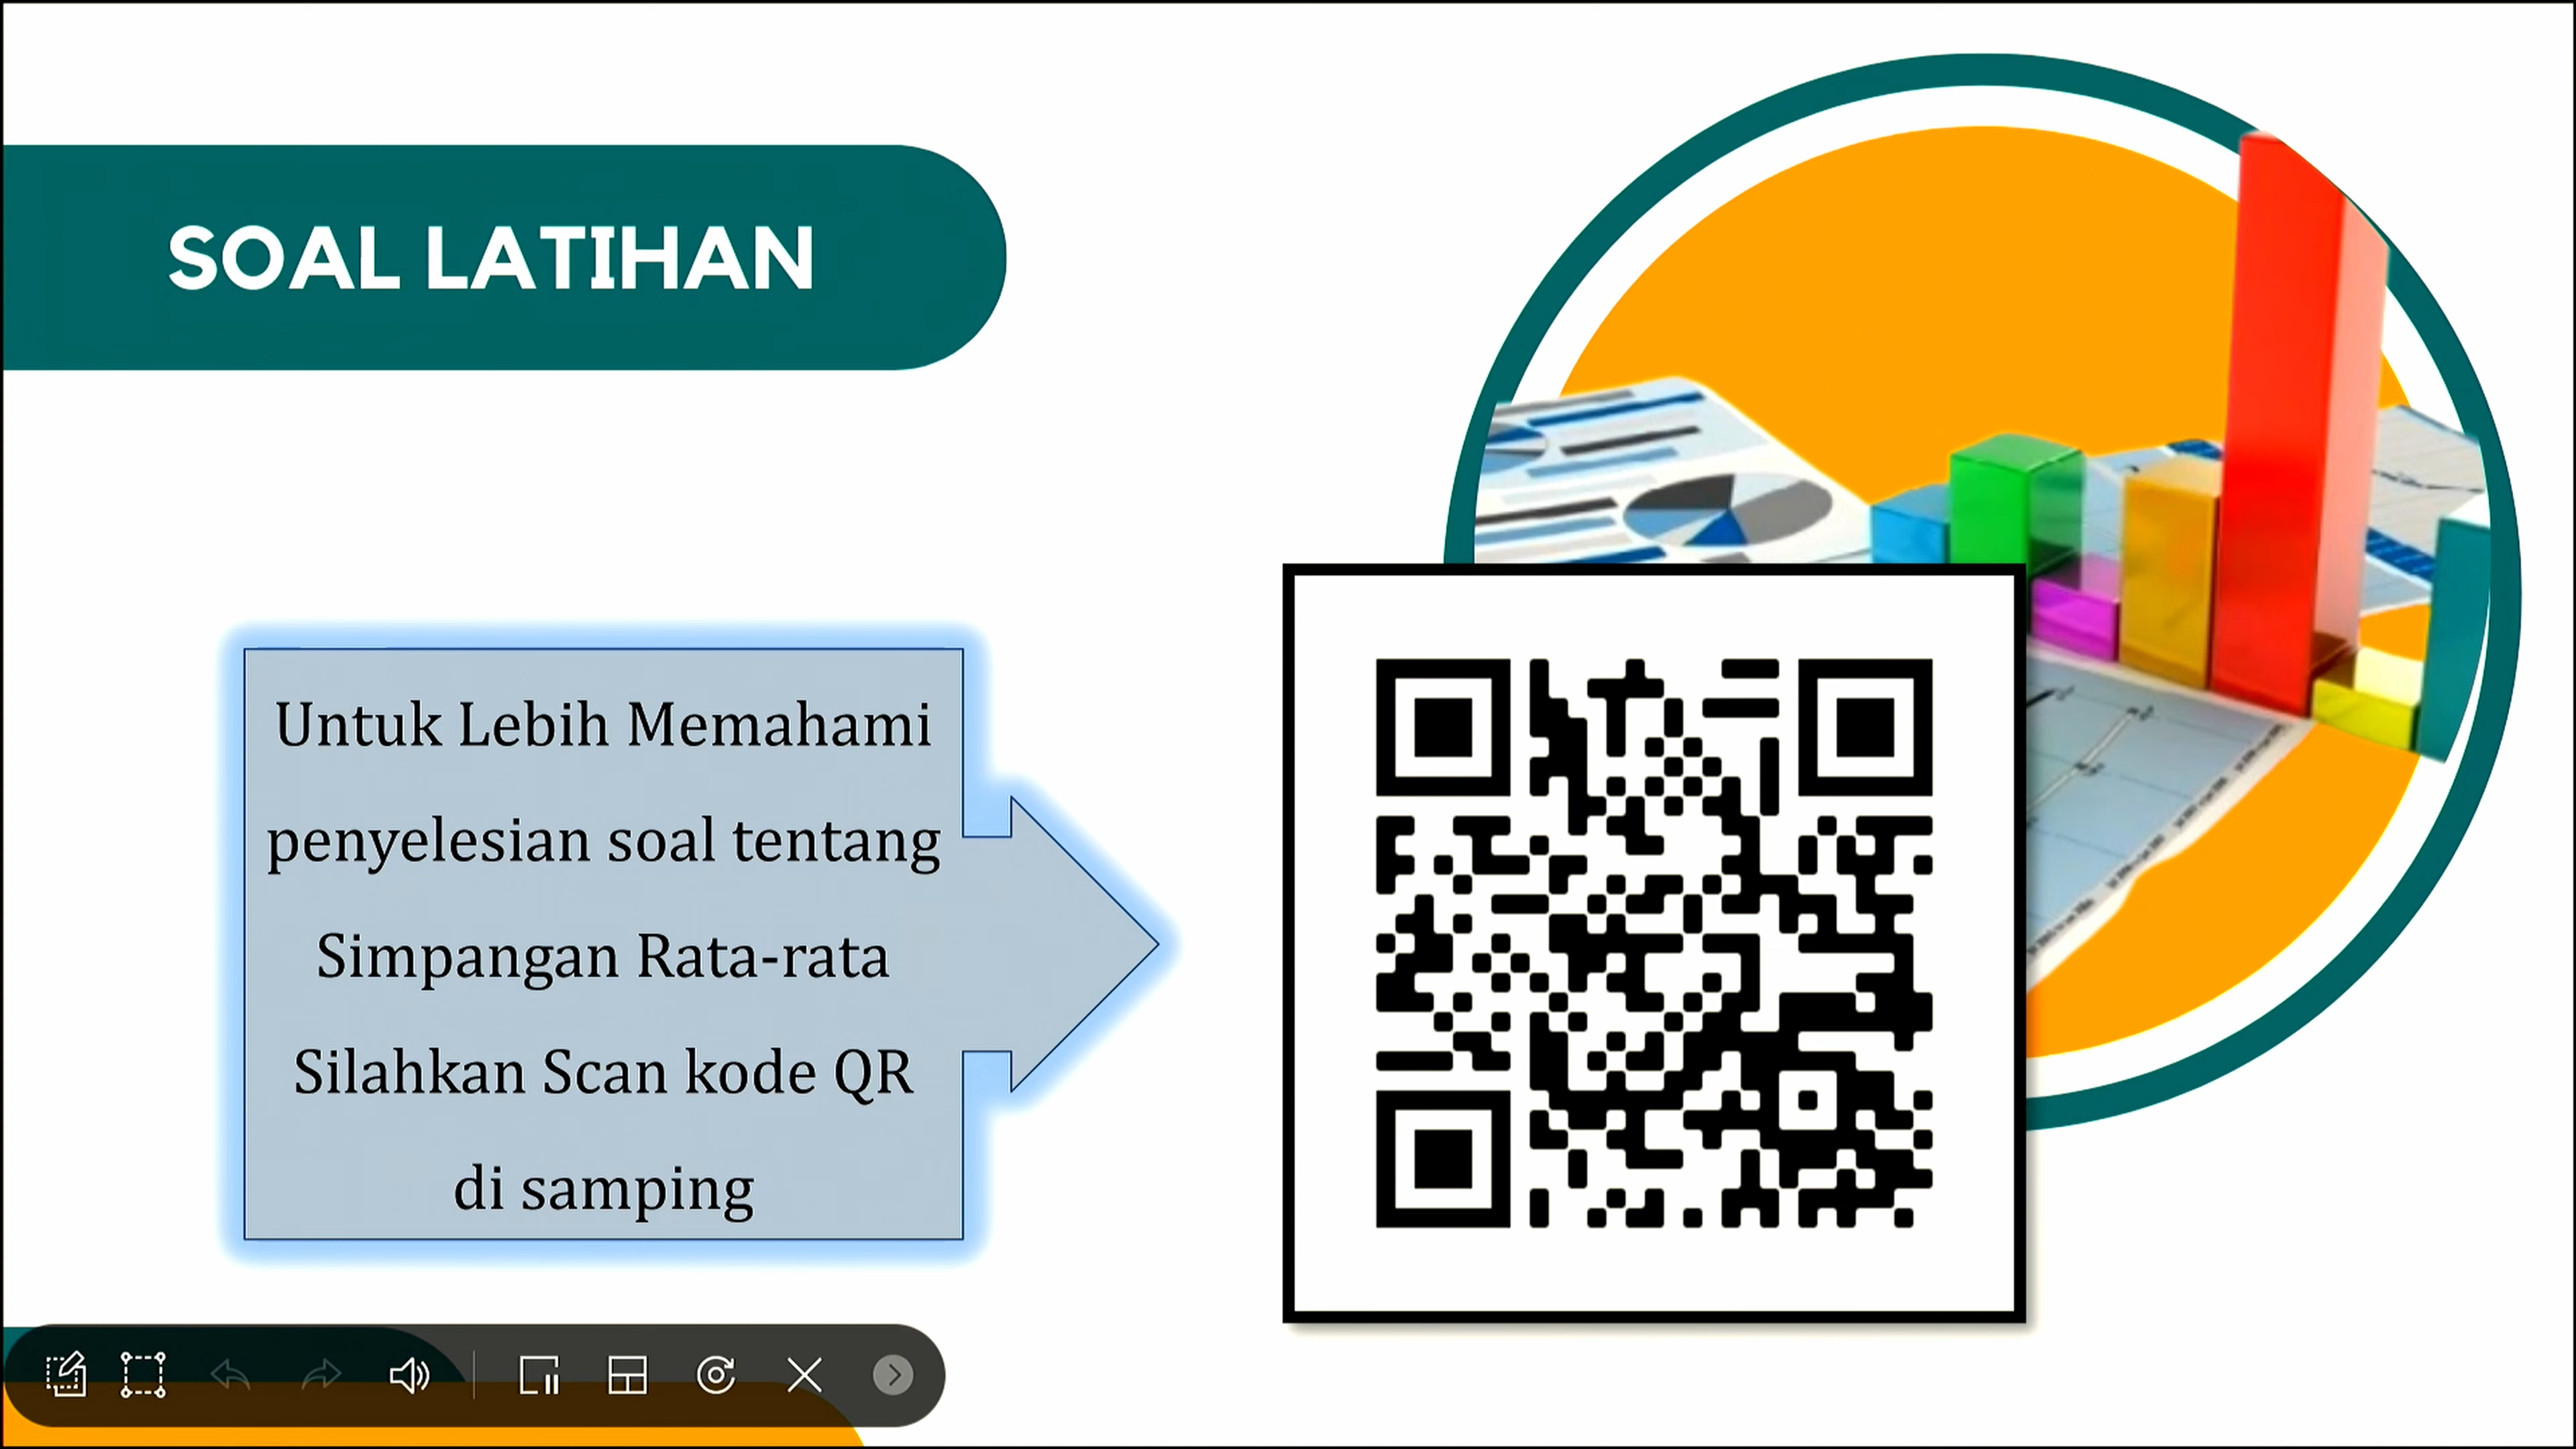 SOAL LATIHAN
Untuk Lebih Memahami
penyelesian soal tentang
Simpangan Rata-rata
Silahkan Scan kode QR
di samping